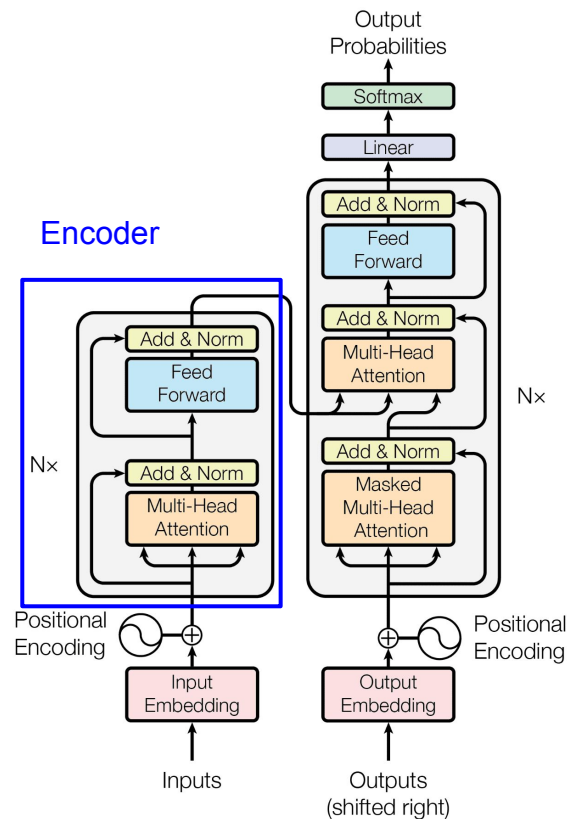 Output
Probabilities
Softmax
Linear
Add & Norm
Feed
Forward
Add & Norm
Multi-Head
Attention
Add & Norm
Masked
Multi-Head
Attention
N×
Encoder
Add & Norm
Feed
Forward
N×
Add & Norm
Multi-Head
Attention
Positional
Encoding
Positional
Encoding
Input
Embedding
Output
Embedding
Inputs
Outputs
(shifted right)